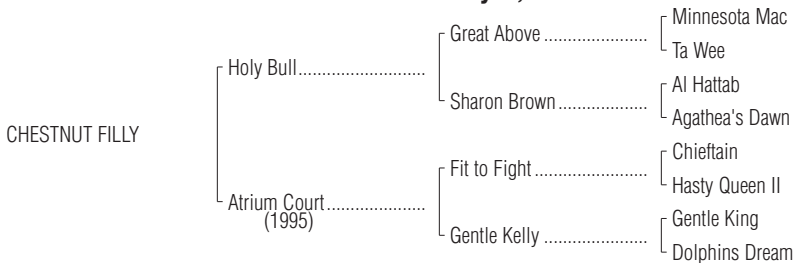 Minnesota Mac
Great Above ...................
Ta Wee
Holy Bull..........................
Al Hattab
Sharon Brown..................
Agathea's Dawn
CHESTNUT FILLY
Chieftain
Fit to Fight .......................
Hasty Queen II
Atrium Court....................
(1995)
Gentle King
Gentle Kelly .....................
Dolphins Dream